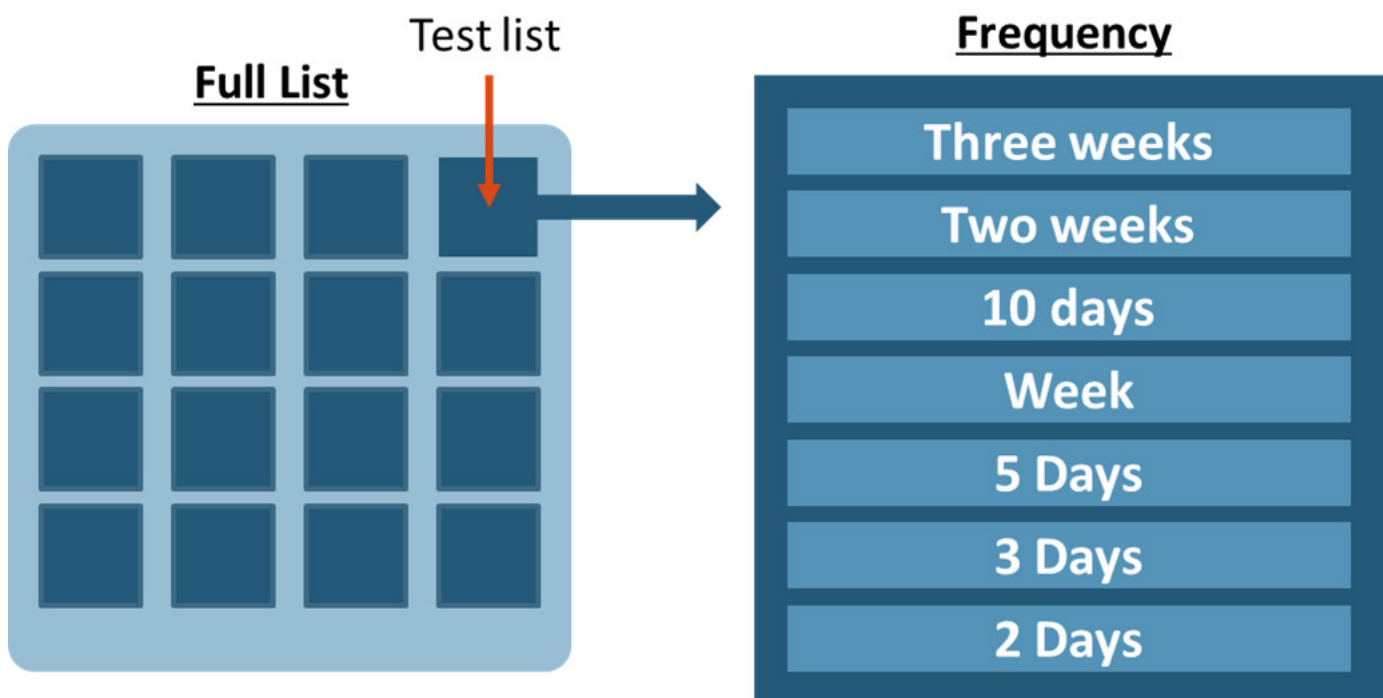 Test list
Full List
Frequency
Three weeks
Two weeks
10 days
Week
5 Days
3 Days
2 Days